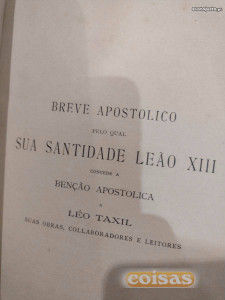 BREVE APOSTOLICO
PELO QUAL
SUA SANTIDADE LEÃO XIII
CONCEDE A
BENÇÃO APOSTOLICA
A
LÉO TAXIL
SUAS OBRAS, COLLABORADORES E LEITORES
coisas